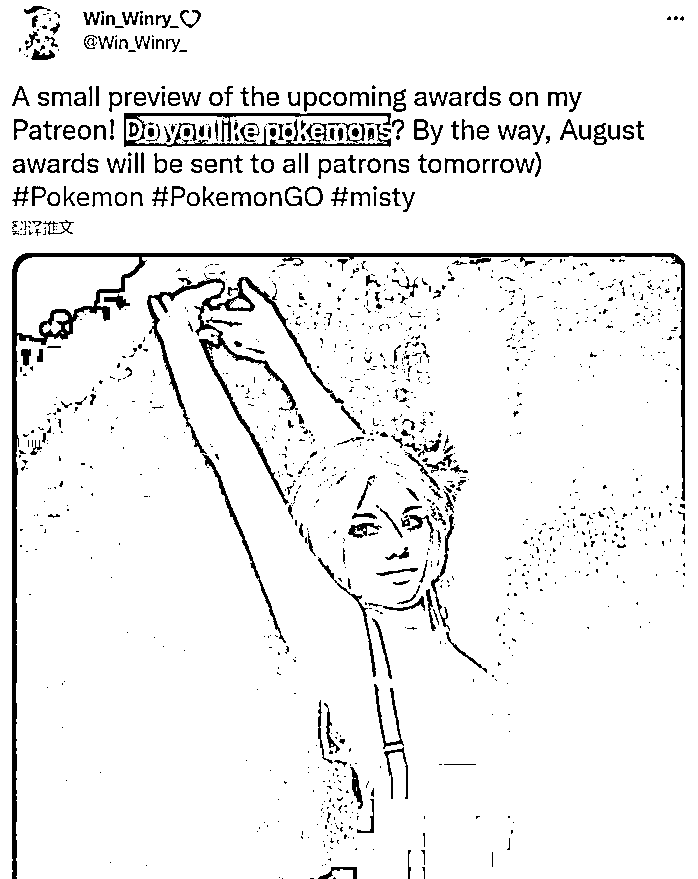 Win_Winry_♡
@Win_Winry_
A small preview of the upcoming awards on my
Patreon! Do you like pokemons? By the way, August
awards will be sent to all patrons tomorrow)
#Pokemon #PokemonGO #misty
翻译推文